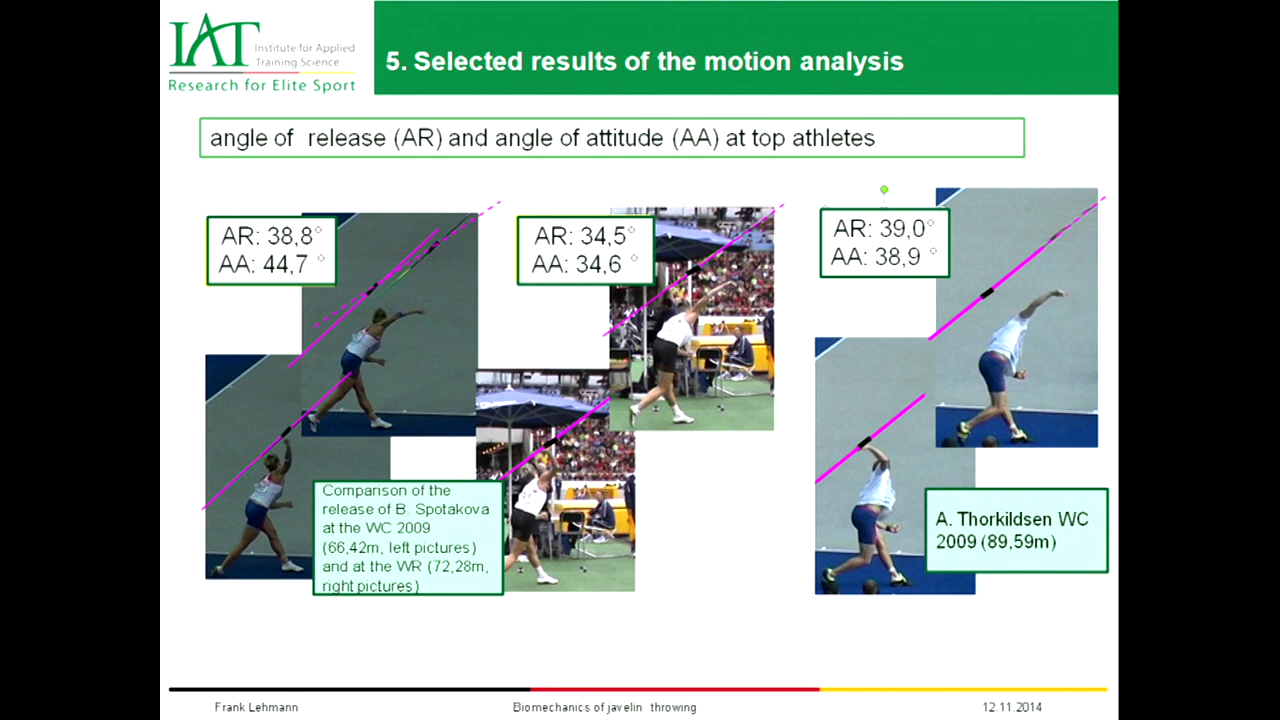 IAT
Institute for Applied
Training Science
Research for Elite Sport
5. Selected results of the motion analysis
angle of release (AR) and angle of attitude (AA) at top athletes
AR: 38,8°
AA: 44,7 °
AR: 34,5°
AA: 34,6 °
AR: 39,0°
AA: 38,9 °
Comparison of the
release of B. Spotakova
at the WC 2009
(66,42m, left pictures)
and at the WR (72,28m,
right pictures)
A. Thorkildsen WC
2009 (89,59m)
Frank Lehmann
Biomechanics of javelin throwing
12.11.2014